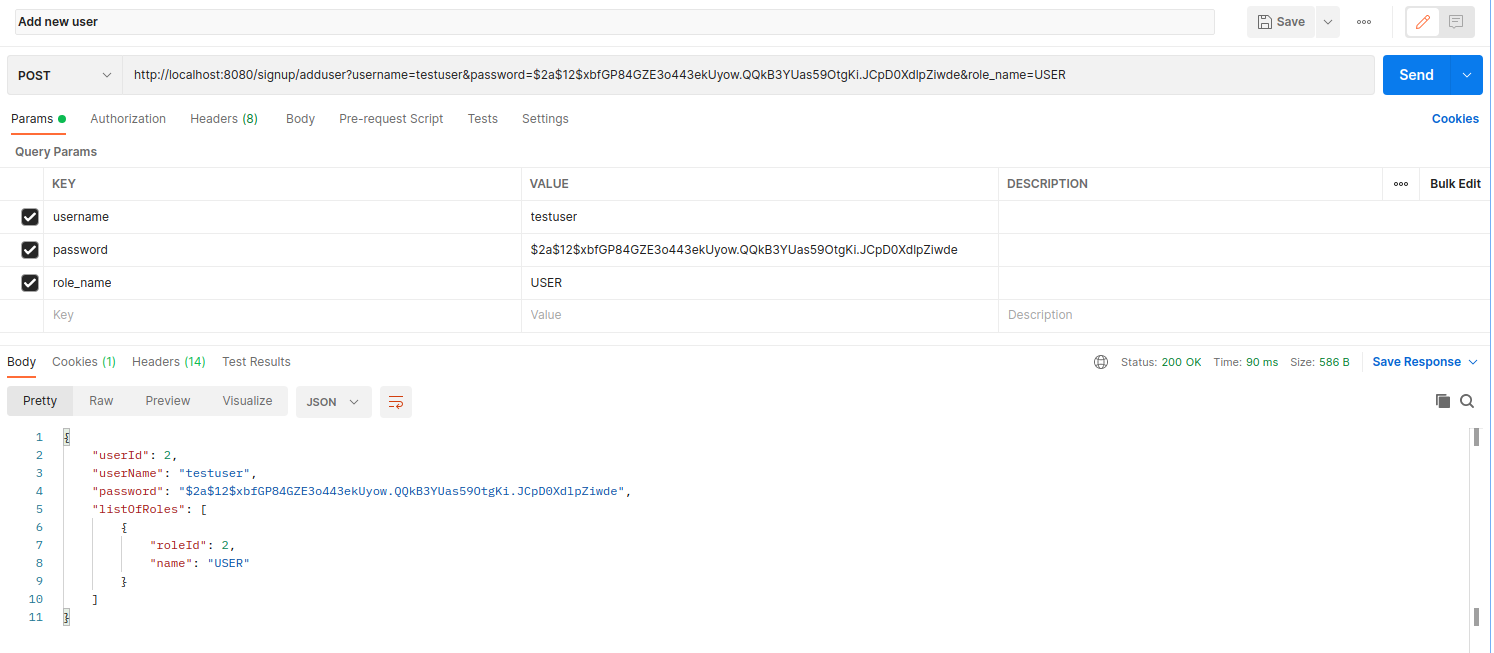 Add new user
Save
POST http://localhost:8080/signup/adduser?username=testuser&password=$2a$12$xbfGP84GZE3o443ekUyow.QQkB3YUas59OtgKi.JCpD0XdlpZiwde&role_name=USER Send
Params Authorization Headers (8) Body Pre-request Script Tests Settings Cookies
Query Params
KEY VALUE DESCRIPTION Bulk Edit
username testuser
password $2a$12$xbfGP84GZE3o443ekUyow.QQkB3YUas59OtgKi.JCpD0XdlpZiwde
role_name USER
Key Value Description
Body Cookies (1) Headers (14) Test Results Status: 200 OK Time: 90 ms Size: 586 B Save Response
Pretty Raw Preview Visualize JSON
1 {
2 "userId": 2,
3 "userName": "testuser",
4 "password": "$2a$12$xbfGP84GZE3o443ekUyow.QQkB3YUas59OtgKi.JCpD0XdlpZiwde",
5 "listOfRoles": [
6 {
7 "roleId": 2,
8 "name": "USER"
9 }
10 ]
11 }